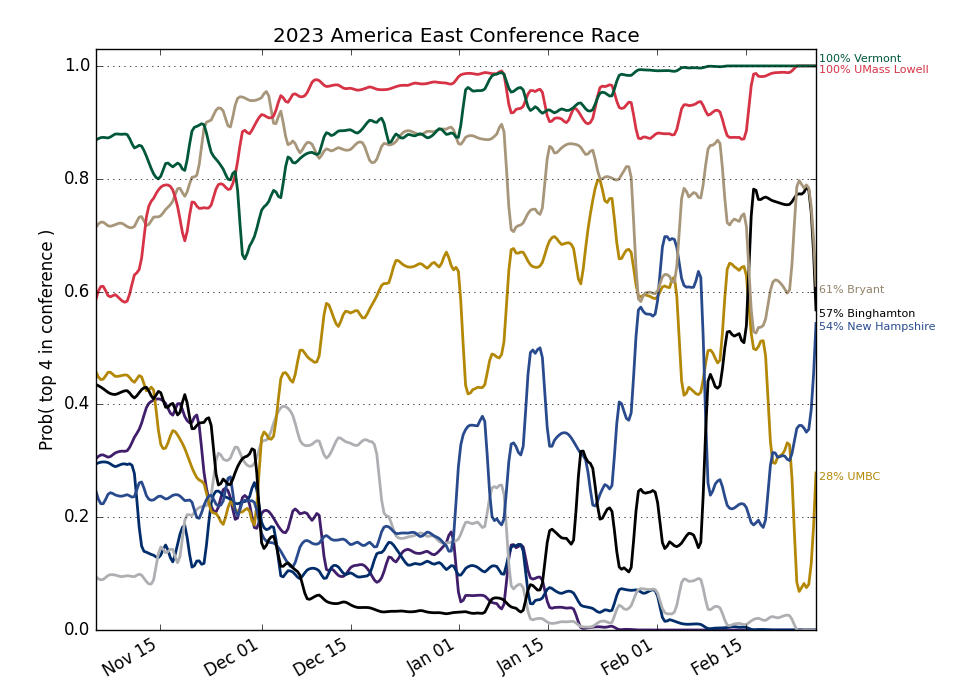 2023 America East Conference Race
Prob( top 4 in conference )
1.0
0.8
0.6
0.4
0.2
0.0
Nov 15
Dec 01
Dec 15
Jan 01
Jan 15
Feb 01
Feb 15
100% Vermont
100% UMass Lowell
61% Bryant
57% Binghamton
54% New Hampshire
28% UMBC